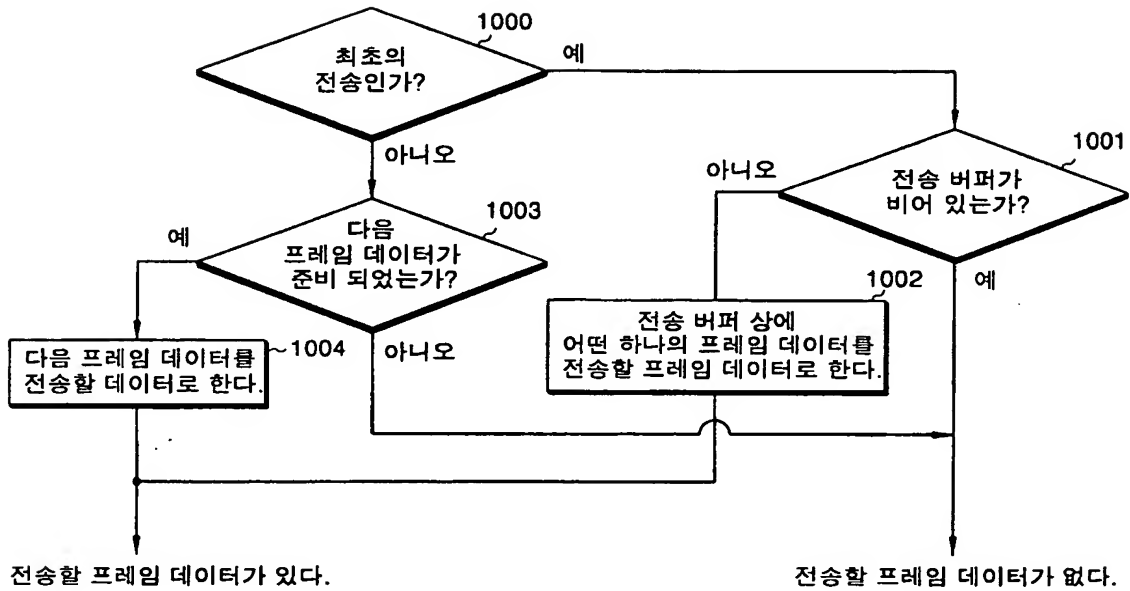 1000
최초의
전송인가?
예
아니오
1001
전송 버퍼가
비어 있는가?
아니오
예
1003
다음
프레임 데이터가
준비 되었는가?
예
아니오
1002
전송 버퍼 상에
어떤 하나의 프레임 데이터를
전송할 프레임 데이터로 한다.
1004
다음 프레임 데이터를
전송할 데이터로 한다.
전송할 프레임 데이터가 있다.
전송할 프레임 데이터가 없다.